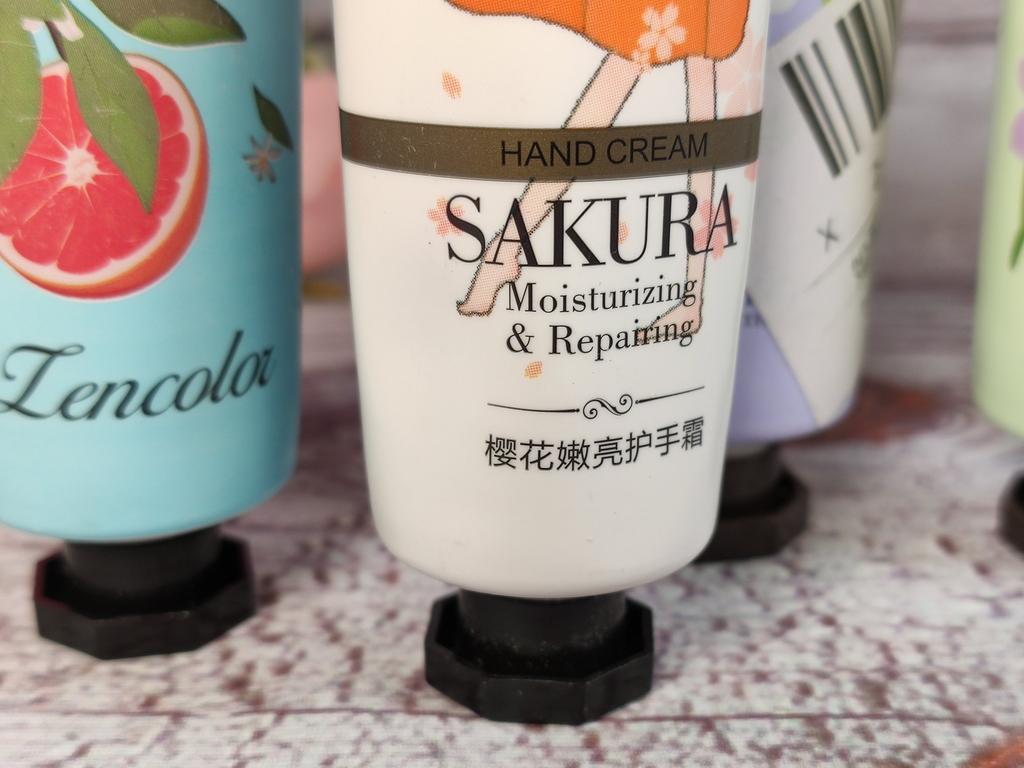 Zencolor
HAND CREAM
SAKURA
Moisturizing
& Repairing
樱花嫩亮护手霜